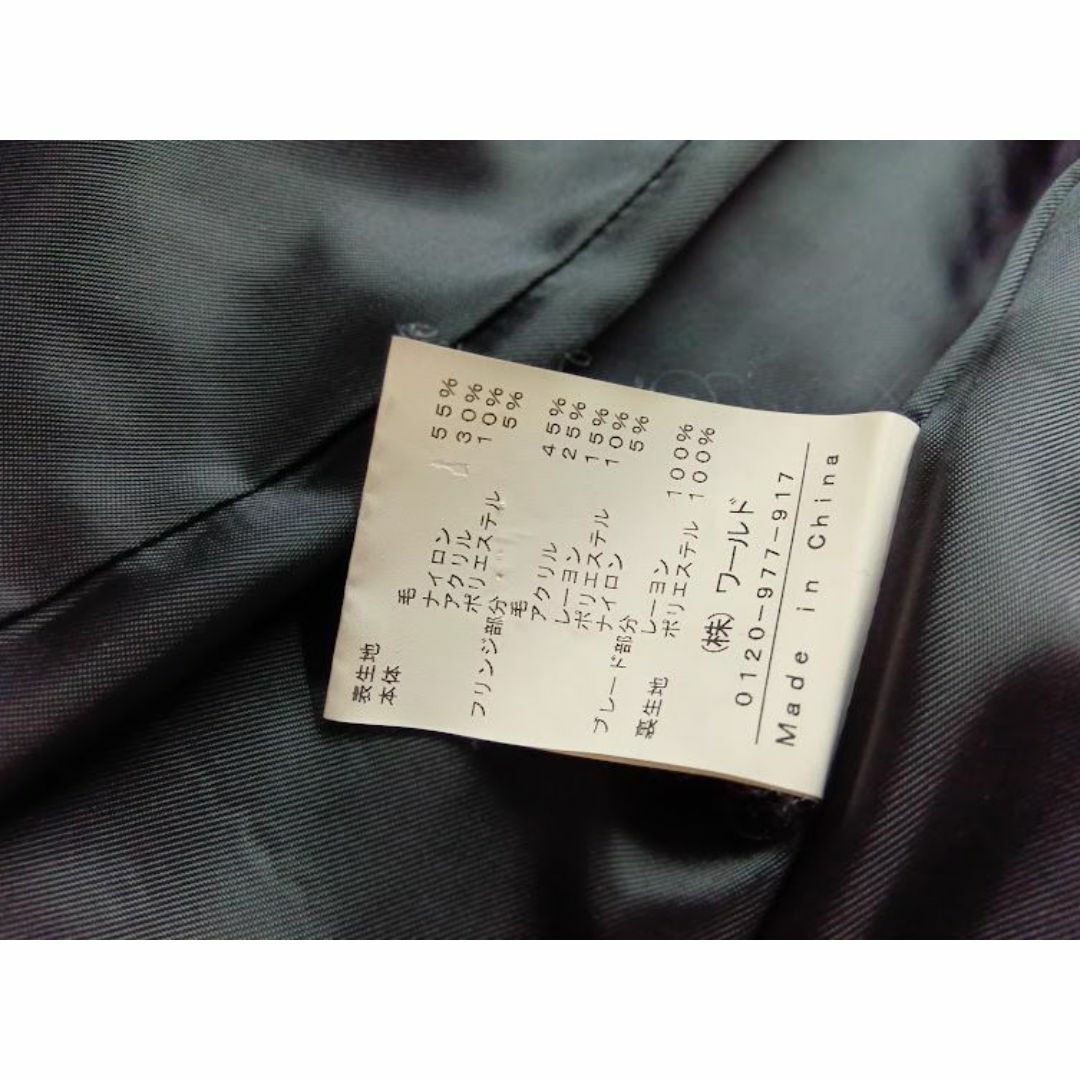 表生地
本体 毛 55%
ナイロン 30%
アクリル 10%
ポリエステル 5%
フリンジ部分
毛 45%
アクリル 25%
レーヨン 15%
ポリエステル 10%
ナイロン 5%
ブレード部分
レーヨン 100%
裏生地 ポリエステル 100%
(株)ワールド
0120-977-917
Made in China